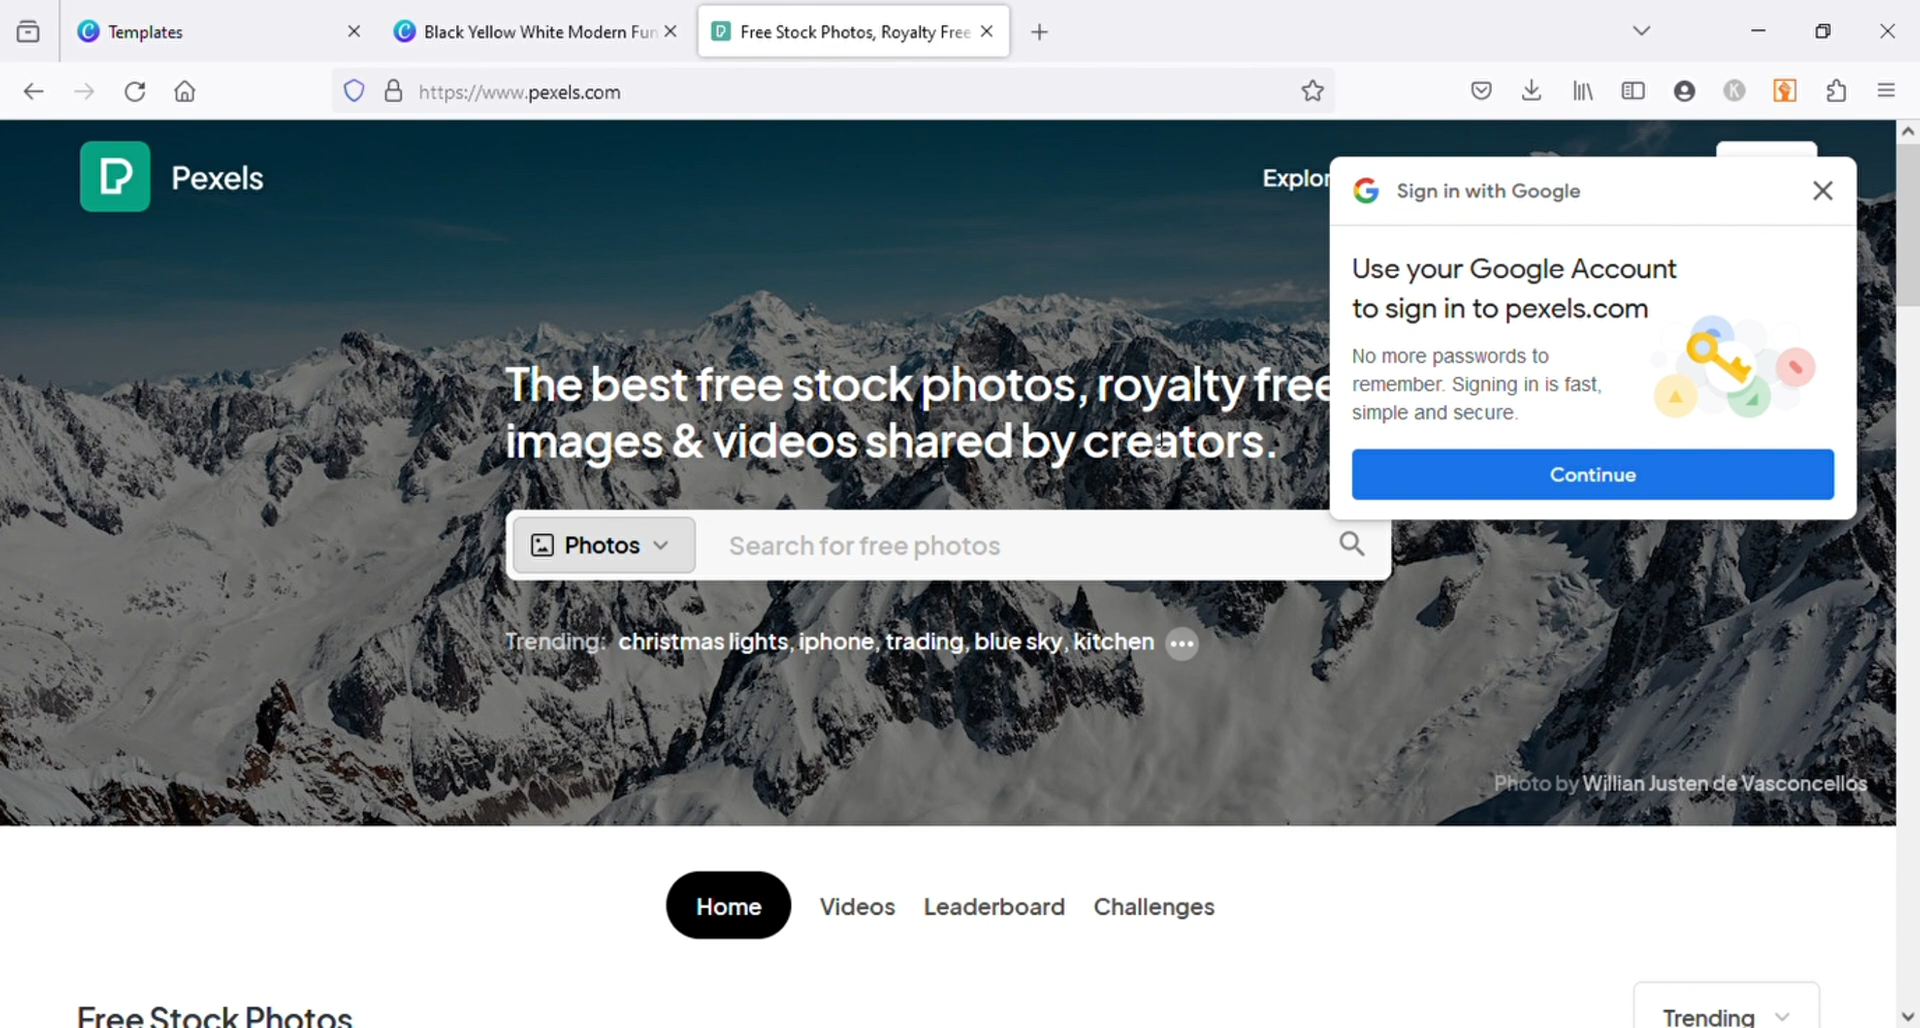 Templates
Black Yellow White Modern Fun
Free Stock Photos, Royalty Free
https://www.pexels.com
K
Pexels
Explor
Sign in with Google
Use your Google Account
to sign in to pexels.com
No more passwords to
remember. Signing in is fast,
simple and secure.
Continue
The best free stock photos, royalty free
images & videos shared by creators.
Photos
Search for free photos
Trending: christmas lights, iphone, trading, blue sky, kitchen
Photo by Willian Justen de Vasconcellos
Home
Videos
Leaderboard
Challenges
Free Stock Photos
Trending